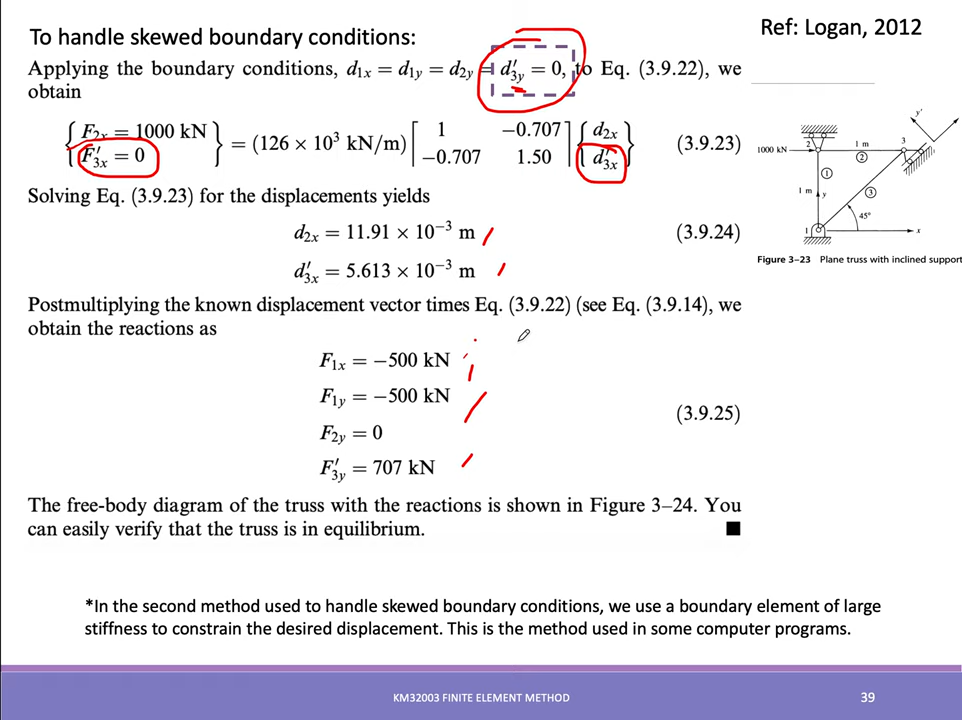 To handle skewed boundary conditions:
Ref: Logan, 2012
Applying the boundary conditions, d1x = d1y = d2y = d′3y = 0, to Eq. (3.9.22), we
obtain
{ F2x = 1000 kN
F′3x = 0 } = (126 × 10³ kN/m) [ 1 −0.707
−0.707 1.50 ] { d2x
d′3x } (3.9.23)
Solving Eq. (3.9.23) for the displacements yields
d2x = 11.91 × 10⁻³ m (3.9.24)
d′3x = 5.613 × 10⁻³ m
Postmultiplying the known displacement vector times Eq. (3.9.22) (see Eq. (3.9.14), we
obtain the reactions as
F1x = −500 kN
F1y = −500 kN
(3.9.25)
F2y = 0
F′3y = 707 kN
The free-body diagram of the truss with the reactions is shown in Figure 3–24. You
can easily verify that the truss is in equilibrium.
y′
1000 kN
2
1 m
3
2
1
1 m
y
3
45°
1
x
Figure 3–23 Plane truss with inclined support
*In the second method used to handle skewed boundary conditions, we use a boundary element of large
stiffness to constrain the desired displacement. This is the method used in some computer programs.
KM32003 FINITE ELEMENT METHOD
39